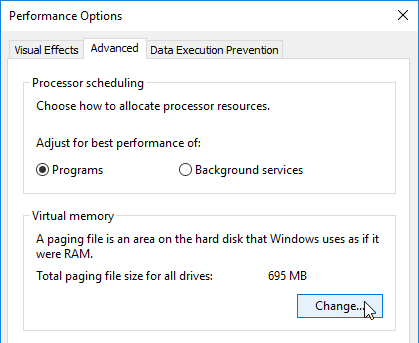 Performance Options
Visual Effects Advanced Data Execution Prevention
Processor scheduling
Choose how to allocate processor resources.
Adjust for best performance of:
Programs Background services
Virtual memory
A paging file is an area on the hard disk that Windows uses as if it
were RAM.
Total paging file size for all drives: 695 MB
Change...